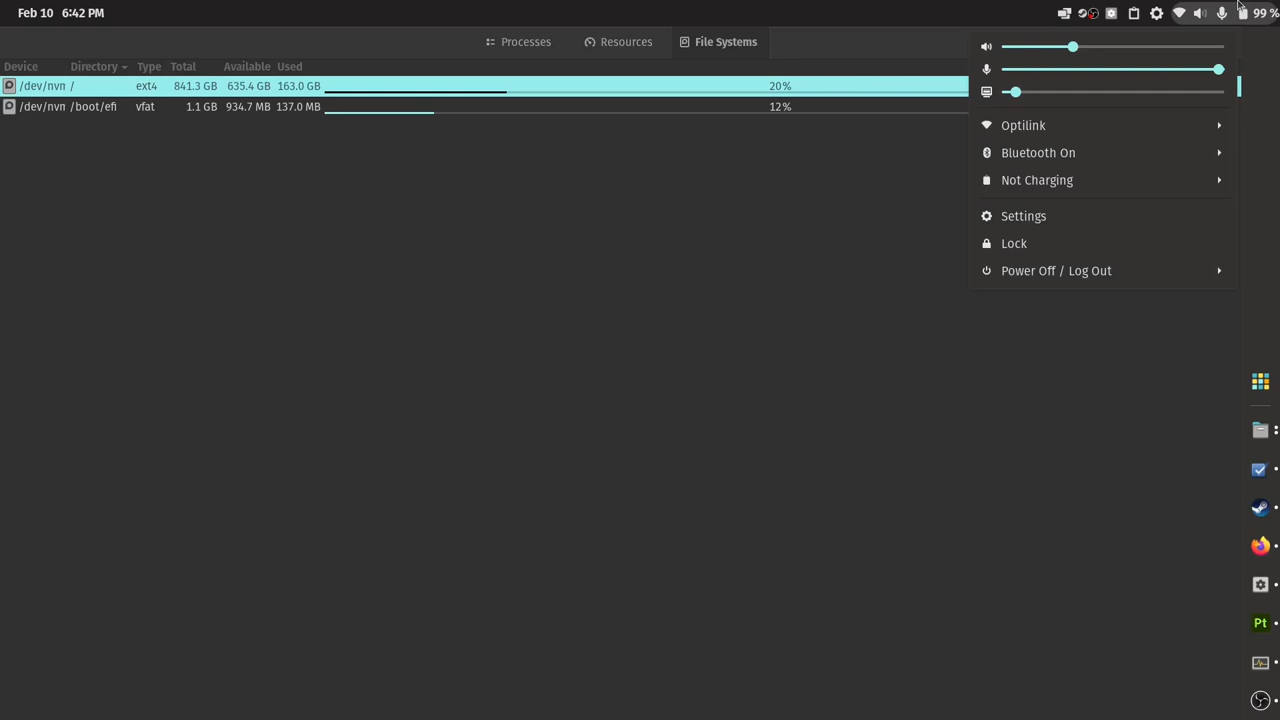 Feb 10 6:42 PM 99 %
Processes Resources File Systems
Device Directory Type Total Available Used
/dev/nvn / ext4 841.3 GB 635.4 GB 163.0 GB 20%
/dev/nvn /boot/efi vfat 1.1 GB 934.7 MB 137.0 MB 12%
Optilink
Bluetooth On
Not Charging
Settings
Lock
Power Off / Log Out
Pt